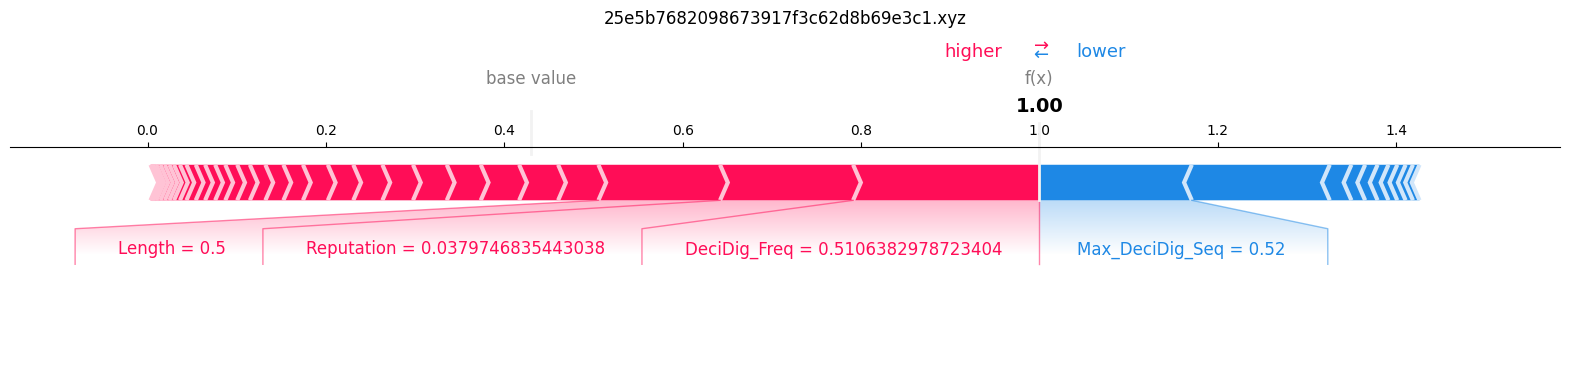 25e5b7682098673917f3c62d8b69e3c1.xyz
higher ⇄ lower
base value f(x)
1.00
0.0 0.2 0.4 0.6 0.8 1.0 1.2 1.4
Length = 0.5 Reputation = 0.0379746835443038 DeciDig_Freq = 0.5106382978723404 Max_DeciDig_Seq = 0.52